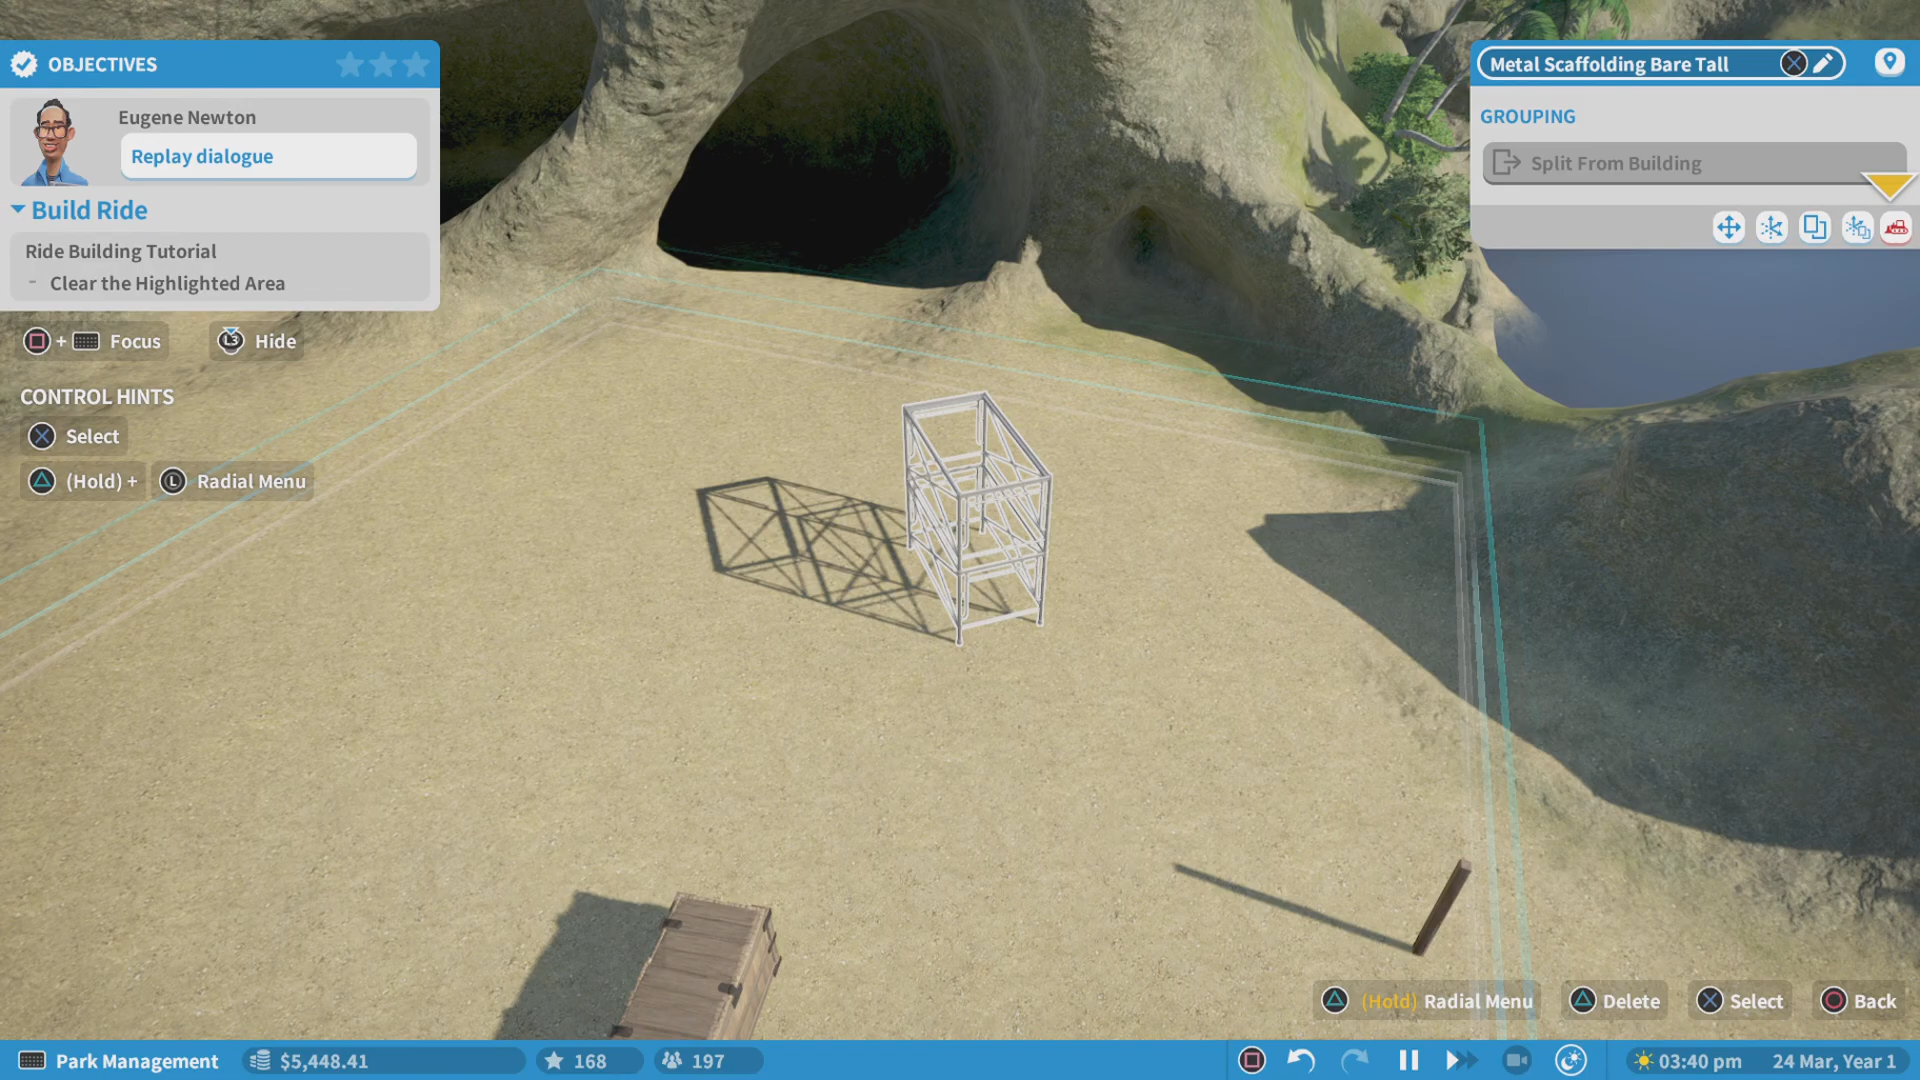 OBJECTIVES
Eugene Newton
Replay dialogue
Build Ride
Ride Building Tutorial
- Clear the Highlighted Area
+ Focus
L3 Hide
CONTROL HINTS
Select
(Hold) + L Radial Menu
Metal Scaffolding Bare Tall
GROUPING
Split From Building
(Hold) Radial Menu
Delete
Select
Back
Park Management
$5,448.41
168
197
03:40 pm
24 Mar, Year 1